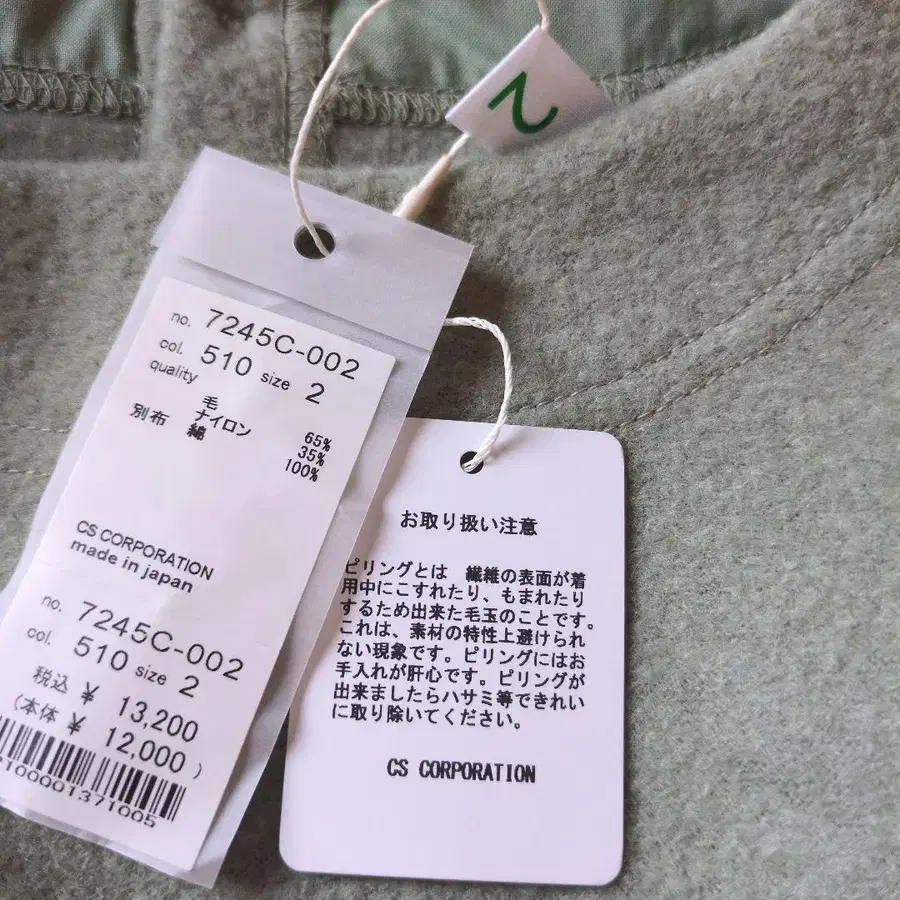 2
no. 7245C-002
col. 510 size 2
quality
毛 65%
ナイロン 35%
別布 綿 100%
CS CORPORATION
made in japan
no. 7245C-002
col. 510 size 2
税込 ¥ 13,200
(本体 ¥ 12,000 )
2100001371005
お取り扱い注意
ピリングとは 繊維の表面が着
用中にこすれたり、もまれたり
するため出来た毛玉のことです。
これは、素材の特性上避けられ
ない現象です。ピリングにはお
手入れが肝心です。ピリングが
出来ましたらハサミ等できれい
に取り除いてください。
CS CORPORATION